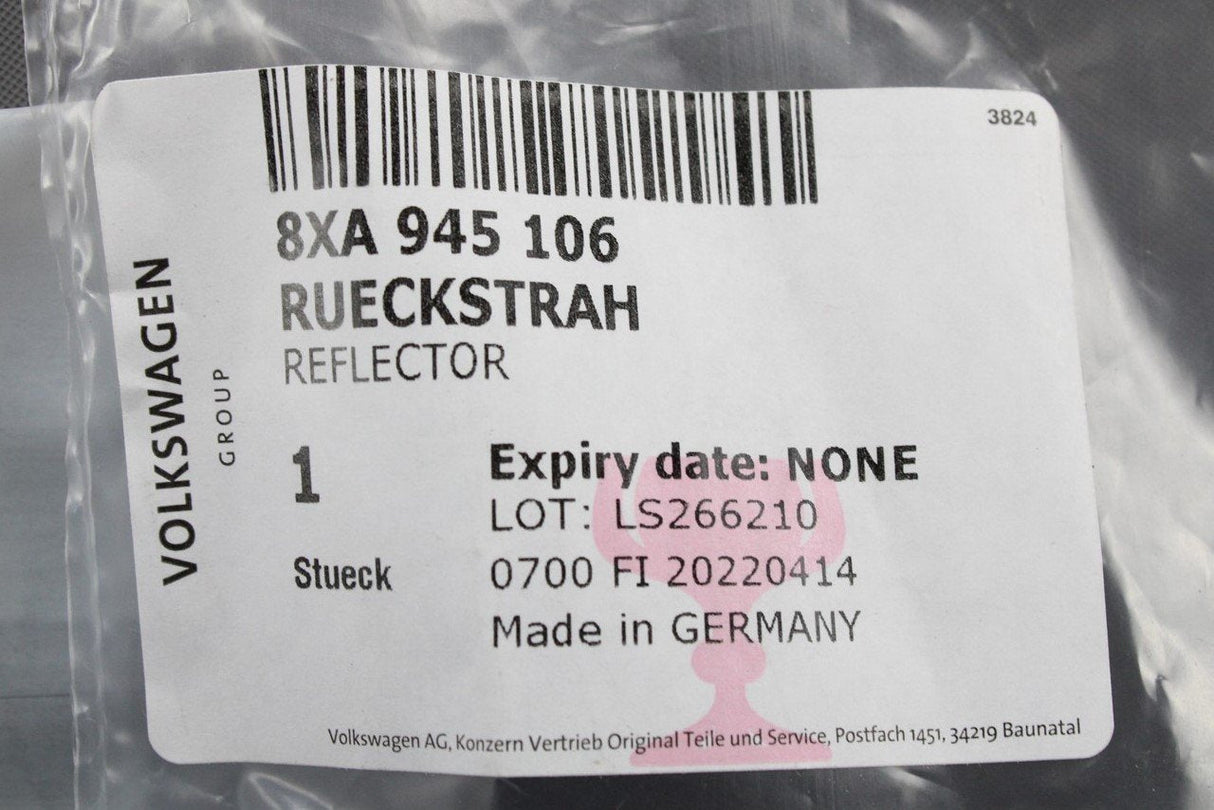 3824
8XA 945 106
RUECKSTRAH
REFLECTOR
VOLKSWAGEN
GROUP
1
Stueck
Expiry date: NONE
LOT: LS266210
0700 FI 20220414
Made in GERMANY
Volkswagen AG, Konzern Vertrieb Original Teile und Service, Postfach 1451, 34219 Baunatal